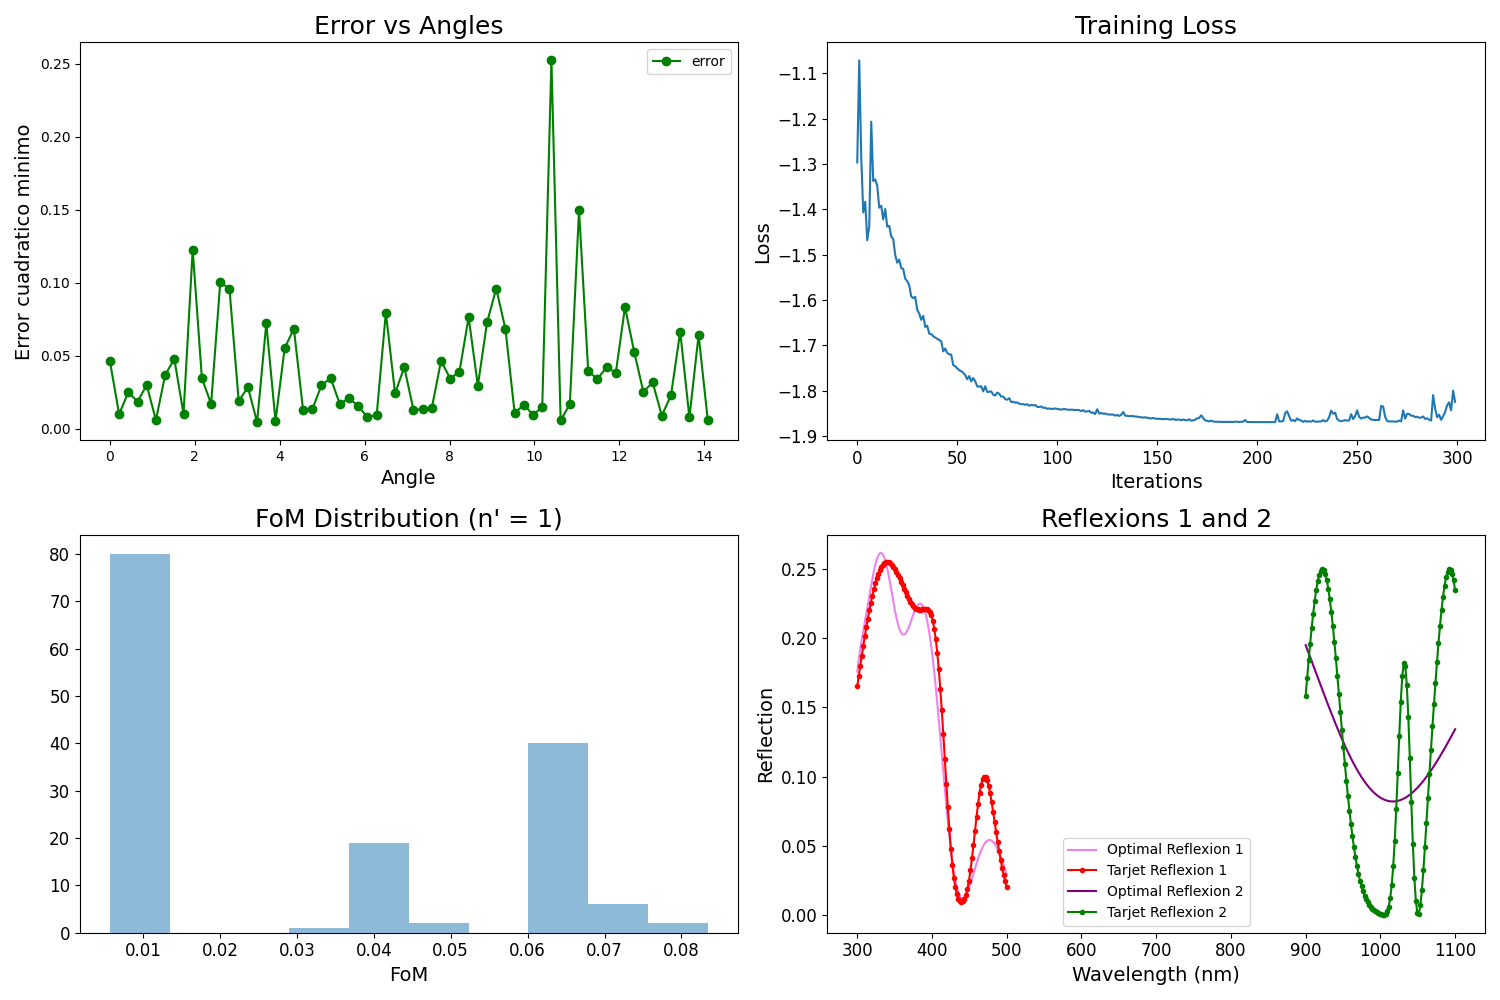 Error vs Angles
error
Error cuadratico minimo
0.25
0.20
0.15
0.10
0.05
0.00
0 2 4 6 8 10 12 14
Angle
Training Loss
Loss
−1.1
−1.2
−1.3
−1.4
−1.5
−1.6
−1.7
−1.8
−1.9
0 50 100 150 200 250 300
Iterations
FoM Distribution (n' = 1)
80
70
60
50
40
30
20
10
0
0.01 0.02 0.03 0.04 0.05 0.06 0.07 0.08
FoM
Reflexions 1 and 2
Reflection
0.25
0.20
0.15
0.10
0.05
0.00
Optimal Reflexion 1
Tarjet Reflexion 1
Optimal Reflexion 2
Tarjet Reflexion 2
300 400 500 600 700 800 900 1000 1100
Wavelength (nm)